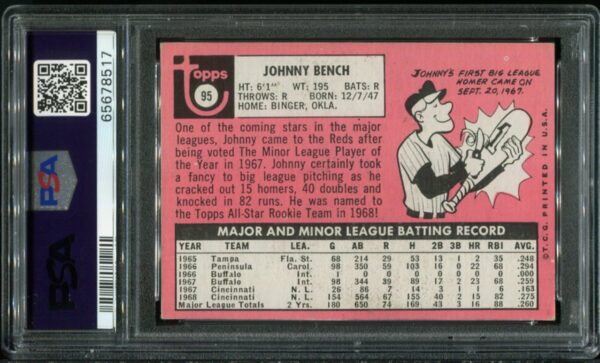 65678517
PSA
PSA
topps
95
JOHNNY BENCH
HT: 6'1" WT: 195 BATS: R
THROWS: R BORN: 12/7/47
HOME: BINGER, OKLA.
JOHNNY'S FIRST BIG LEAGUE
HOMER CAME ON
SEPT. 20, 1967.
One of the coming stars in the major
leagues, Johnny came to the Reds after
being voted The Minor League Player of
the Year in 1967. Johnny certainly took
a fancy to big league pitching as he
cracked out 15 homers, 40 doubles and
knocked in 82 runs. He was named to
the Topps All-Star Rookie Team in 1968!
©T.C.G. PRINTED IN U.S.A.
MAJOR AND MINOR LEAGUE BATTING RECORD
YEAR TEAM LEA. G AB R H 2B 3B HR RBI AVG.
1965 Tampa Fla. St. 68 214 29 53 13 1 2 35 .248
1966 Peninsula Carol. 98 350 59 103 16 0 22 68 .294
1966 Buffalo Int. 1 0 0 0 0 0 0 0 .000
1967 Buffalo Int. 98 344 39 89 17 2 23 68 .259
1967 Cincinnati N. L. 26 86 7 14 3 1 1 6 .163
1968 Cincinnati N. L. 154 564 67 155 40 2 15 82 .275
Major League Totals 2 Yrs. 180 650 74 169 43 3 16 88 .260